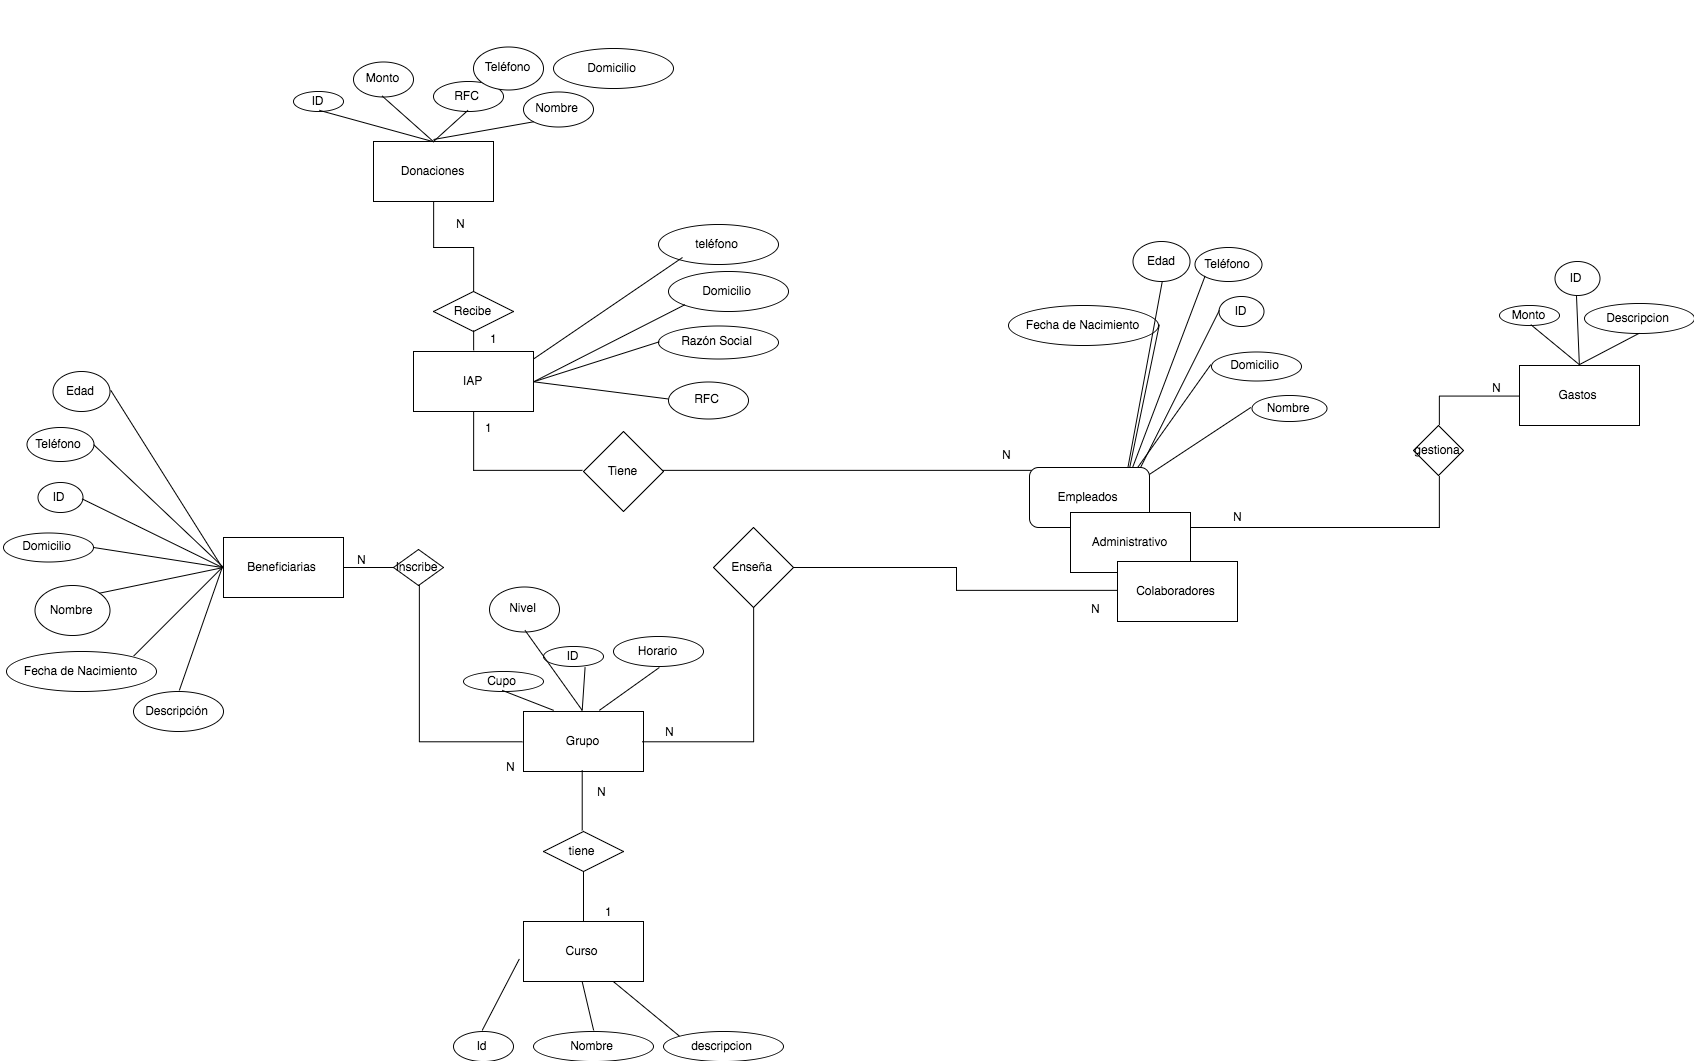 Teléfono
Domicilio
Monto
RFC
ID
Nombre
Donaciones
N
teléfono
Edad
Teléfono
ID
Domicilio
Recibe
ID
Monto
Descripcion
Fecha de Nacimiento
1
Razón Social
IAP
Domicilio
Edad
RFC
N
Gastos
Nombre
1
Teléfono
gestiona
N
Tiene
ID
Empleados
N
Administrativo
Domicilio
N
Inscribe
Beneficiarias
Enseña
Colaboradores
Nombre
Nivel
N
Horario
ID
Fecha de Nacimiento
Cupo
Descripción
N
Grupo
N
N
tiene
1
Curso
Id
Nombre
descripcion